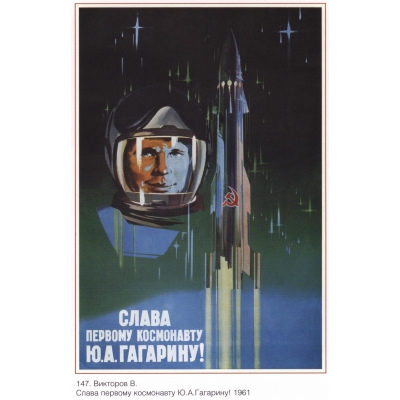 СЛАВА
ПЕРВОМУ КОСМОНАВТУ
Ю.А.ГАГАРИНУ!
147. Викторов В.
Слава первому космонавту Ю.А.Гагарину! 1961